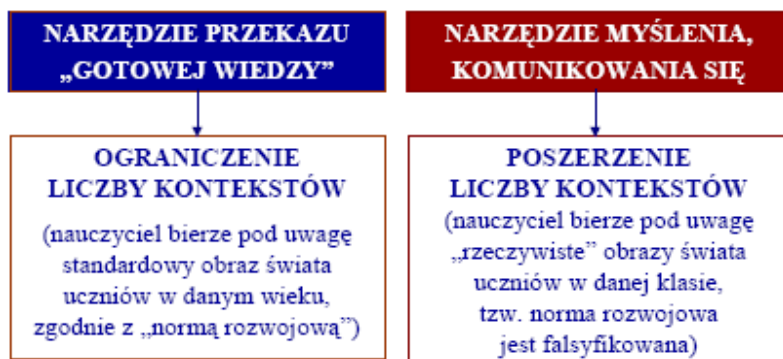 NARZĘDZIE PRZEKAZU
„GOTOWEJ WIEDZY”
OGRANICZENIE
LICZBY KONTEKSTÓW
(nauczyciel bierze pod uwagę
standardowy obraz świata
uczniów w danym wieku,
zgodnie z „normą rozwojową”)
NARZĘDZIE MYŚLENIA,
KOMUNIKOWANIA SIĘ
POSZERZENIE
LICZBY KONTEKSTÓW
(nauczyciel bierze pod uwagę
„rzeczywiste” obrazy świata
uczniów w danej klasie,
tzw. norma rozwojowa
jest falsyfikowana)